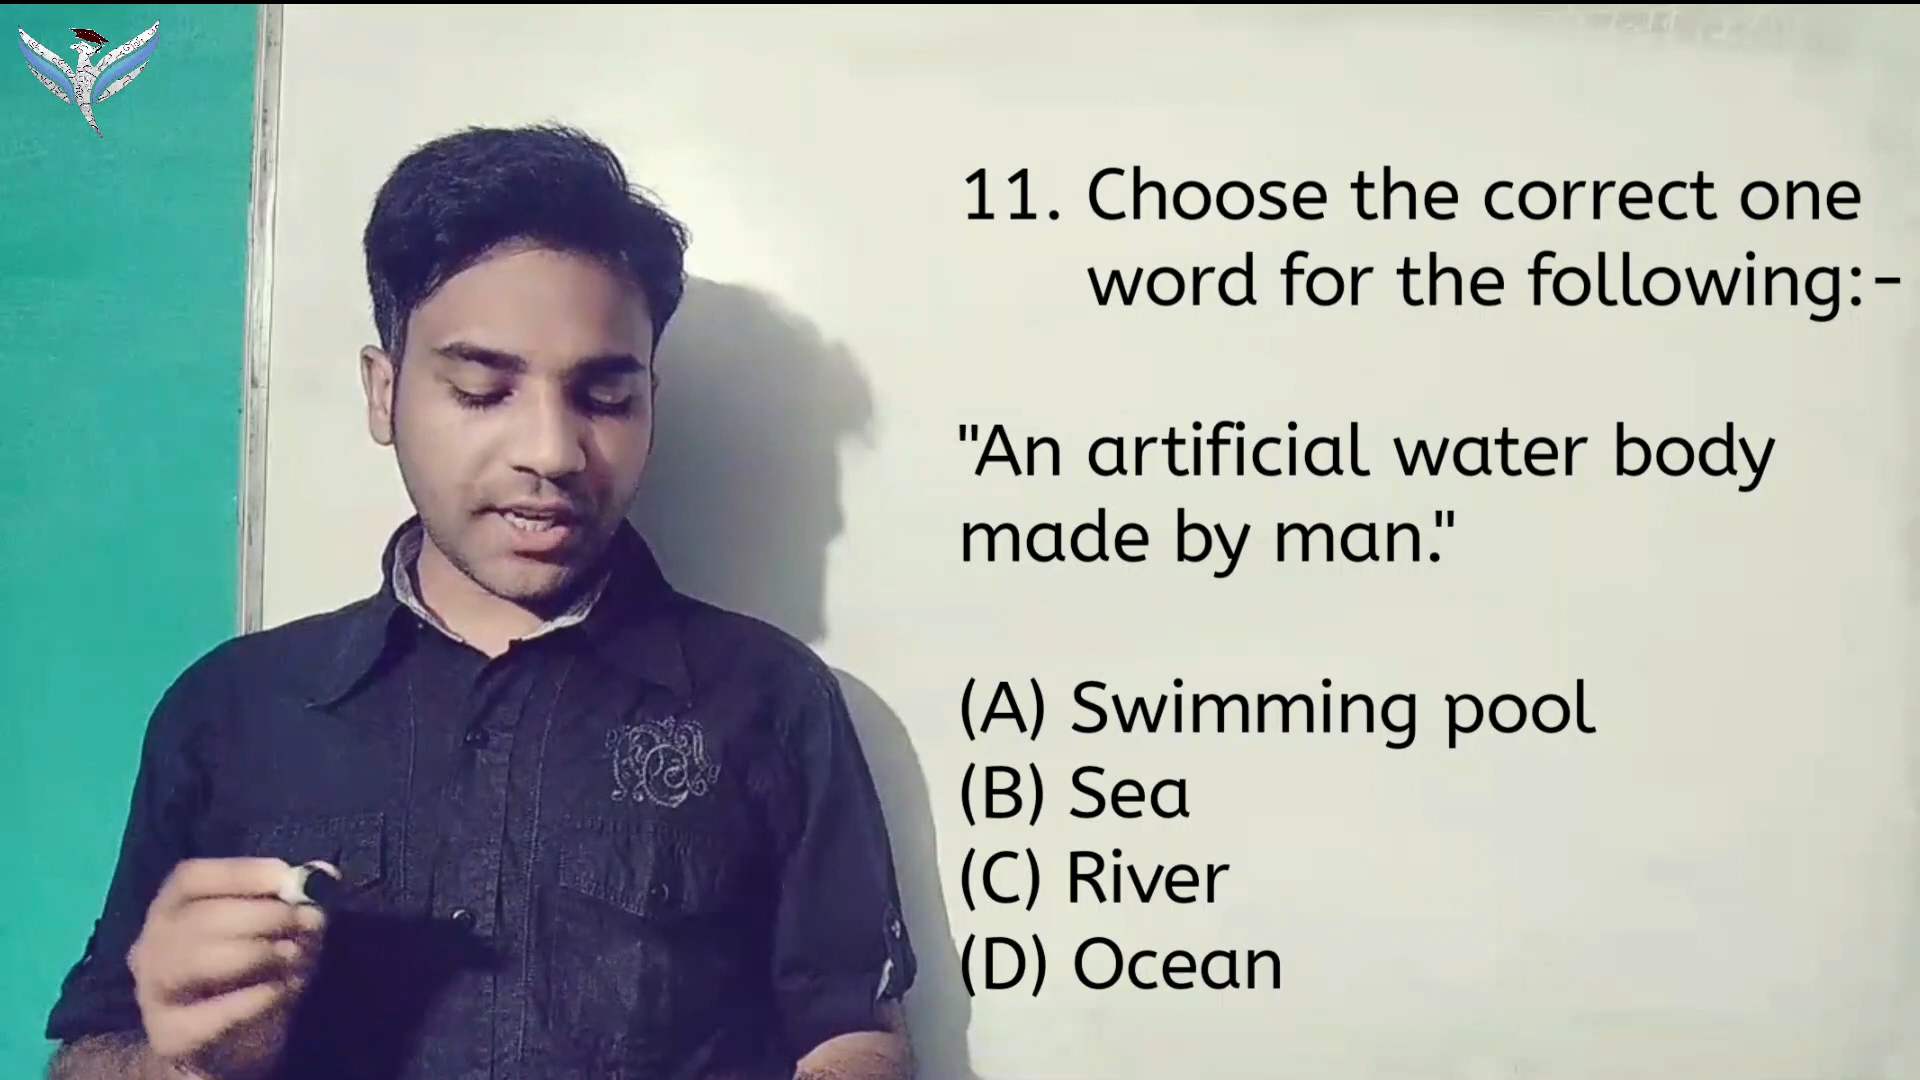 11. Choose the correct one
word for the following:-
"An artificial water body
made by man."
(A) Swimming pool
(B) Sea
(C) River
(D) Ocean